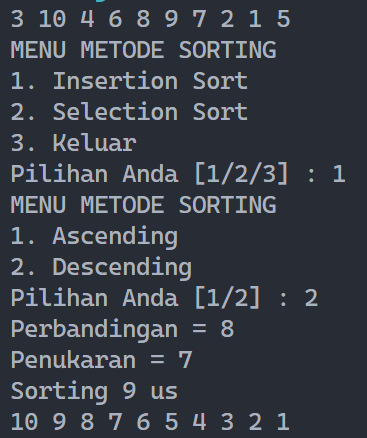 3 10 4 6 8 9 7 2 1 5
MENU METODE SORTING
1. Insertion Sort
2. Selection Sort
3. Keluar
Pilihan Anda [1/2/3] : 1
MENU METODE SORTING
1. Ascending
2. Descending
Pilihan Anda [1/2] : 2
Perbandingan = 8
Penukaran = 7
Sorting 9 us
10 9 8 7 6 5 4 3 2 1